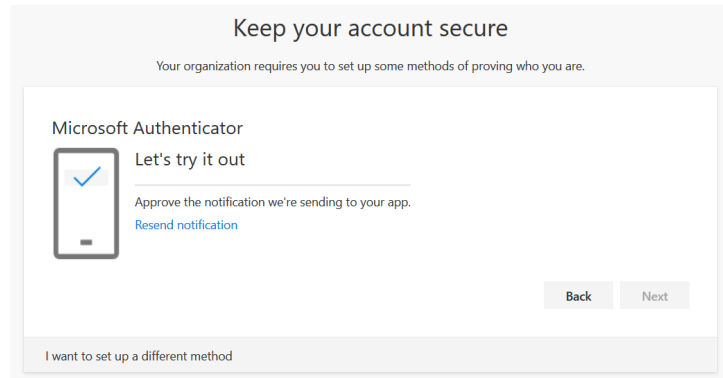 Keep your account secure
Your organization requires you to set up some methods of proving who you are.
Microsoft Authenticator
Let's try it out
Approve the notification we're sending to your app.
Resend notification
Back Next
I want to set up a different method